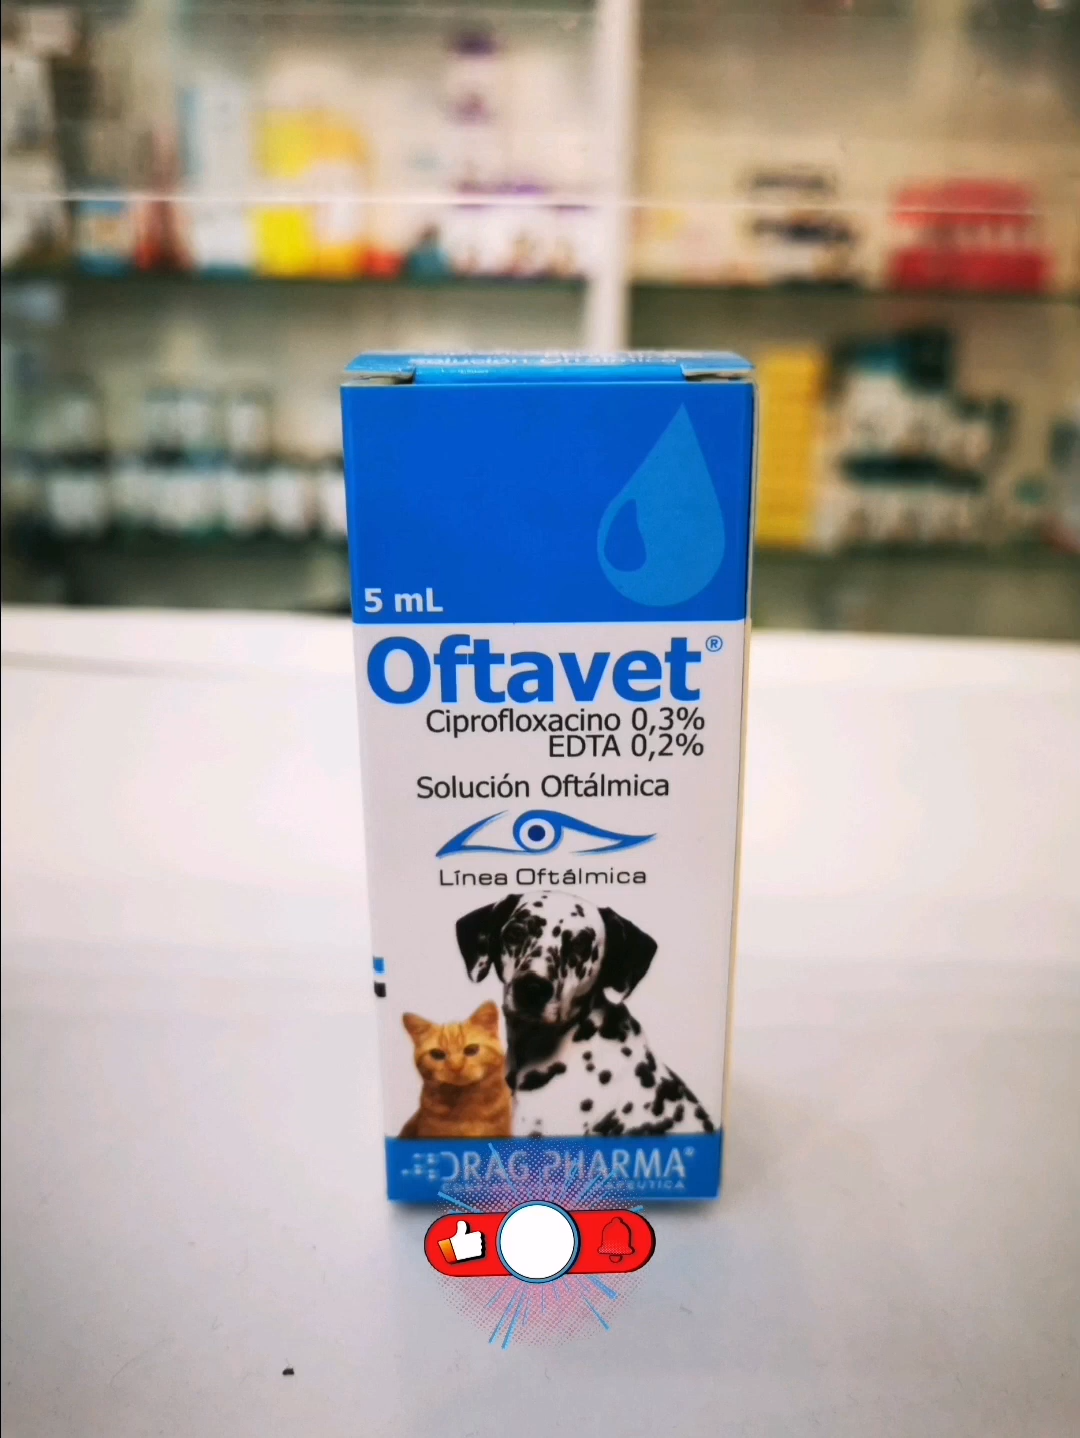 5 mL
Oftavet®
Ciprofloxacino 0,3%
EDTA 0,2%
Solución Oftálmica
Línea Oftálmica
DRAG PHARMA®